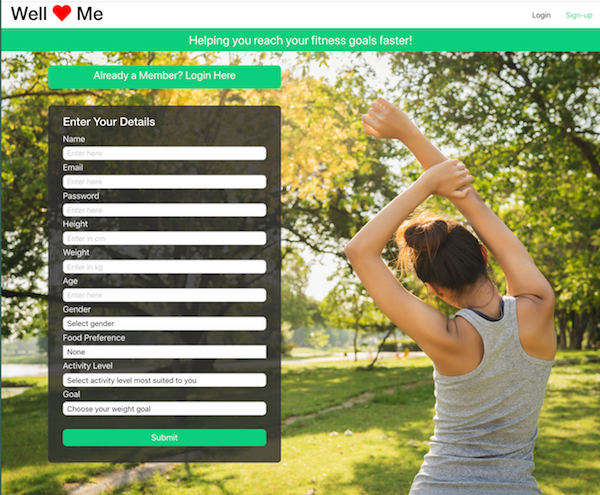 Well ❤ Me
Login
Sign-up
Helping you reach your fitness goals faster!
Already a Member? Login Here
Enter Your Details
Name
Enter here
Email
Enter here
Password
Enter here
Height
Enter in cm
Weight
Enter in kg
Age
Enter here
Gender
Select gender
Food Preference
None
Activity Level
Select activity level most suited to you
Goal
Choose your weight goal
Submit